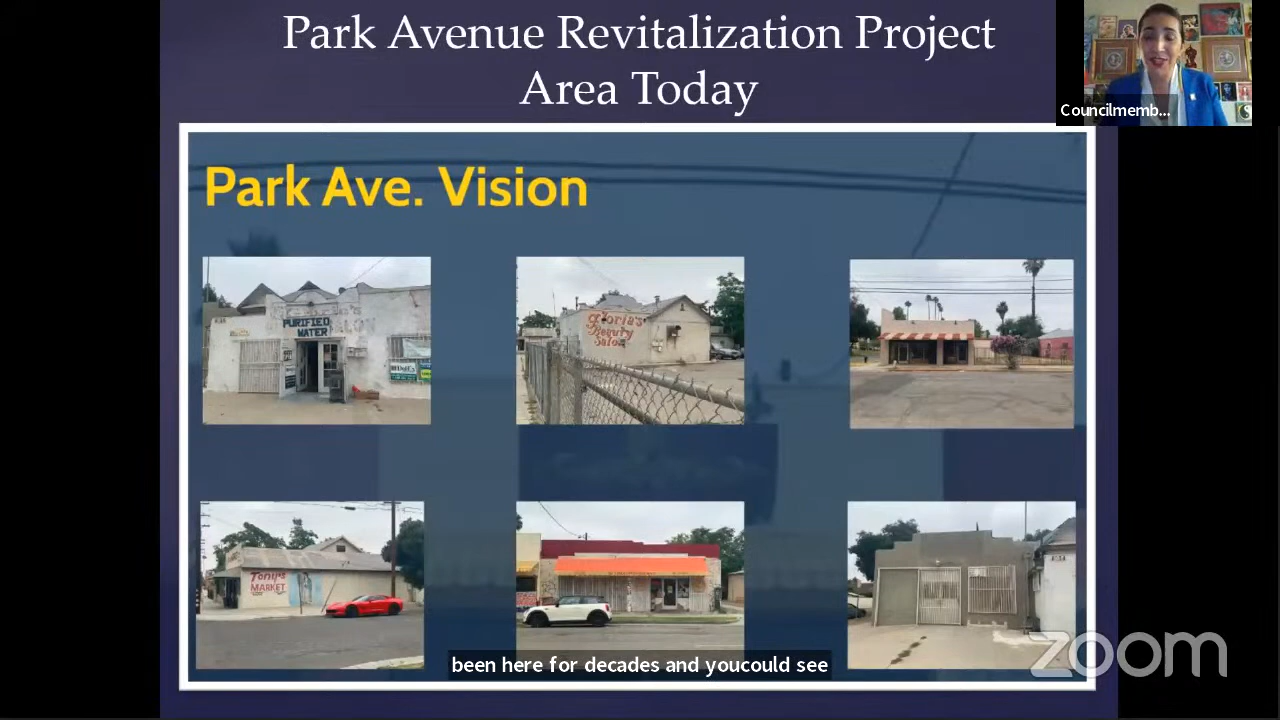 Park Avenue Revitalization Project
Area Today
Councilmemb...
Park Ave. Vision
PURIFIED
WATER
Gloria's
Beauty
Salon
Tony's
MARKET
been here for decades and youcould see
zoom